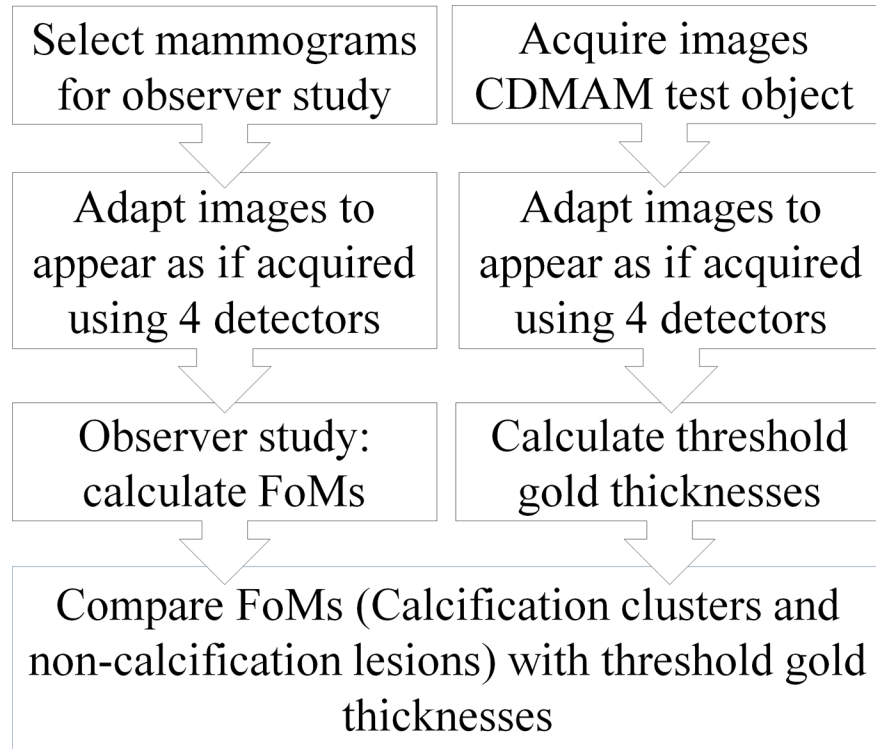 Select mammograms
for observer study
Acquire images
CDMAM test object
Adapt images to
appear as if acquired
using 4 detectors
Adapt images to
appear as if acquired
using 4 detectors
Observer study:
calculate FoMs
Calculate threshold
gold thicknesses
Compare FoMs (Calcification clusters and
non-calcification lesions) with threshold gold
thicknesses